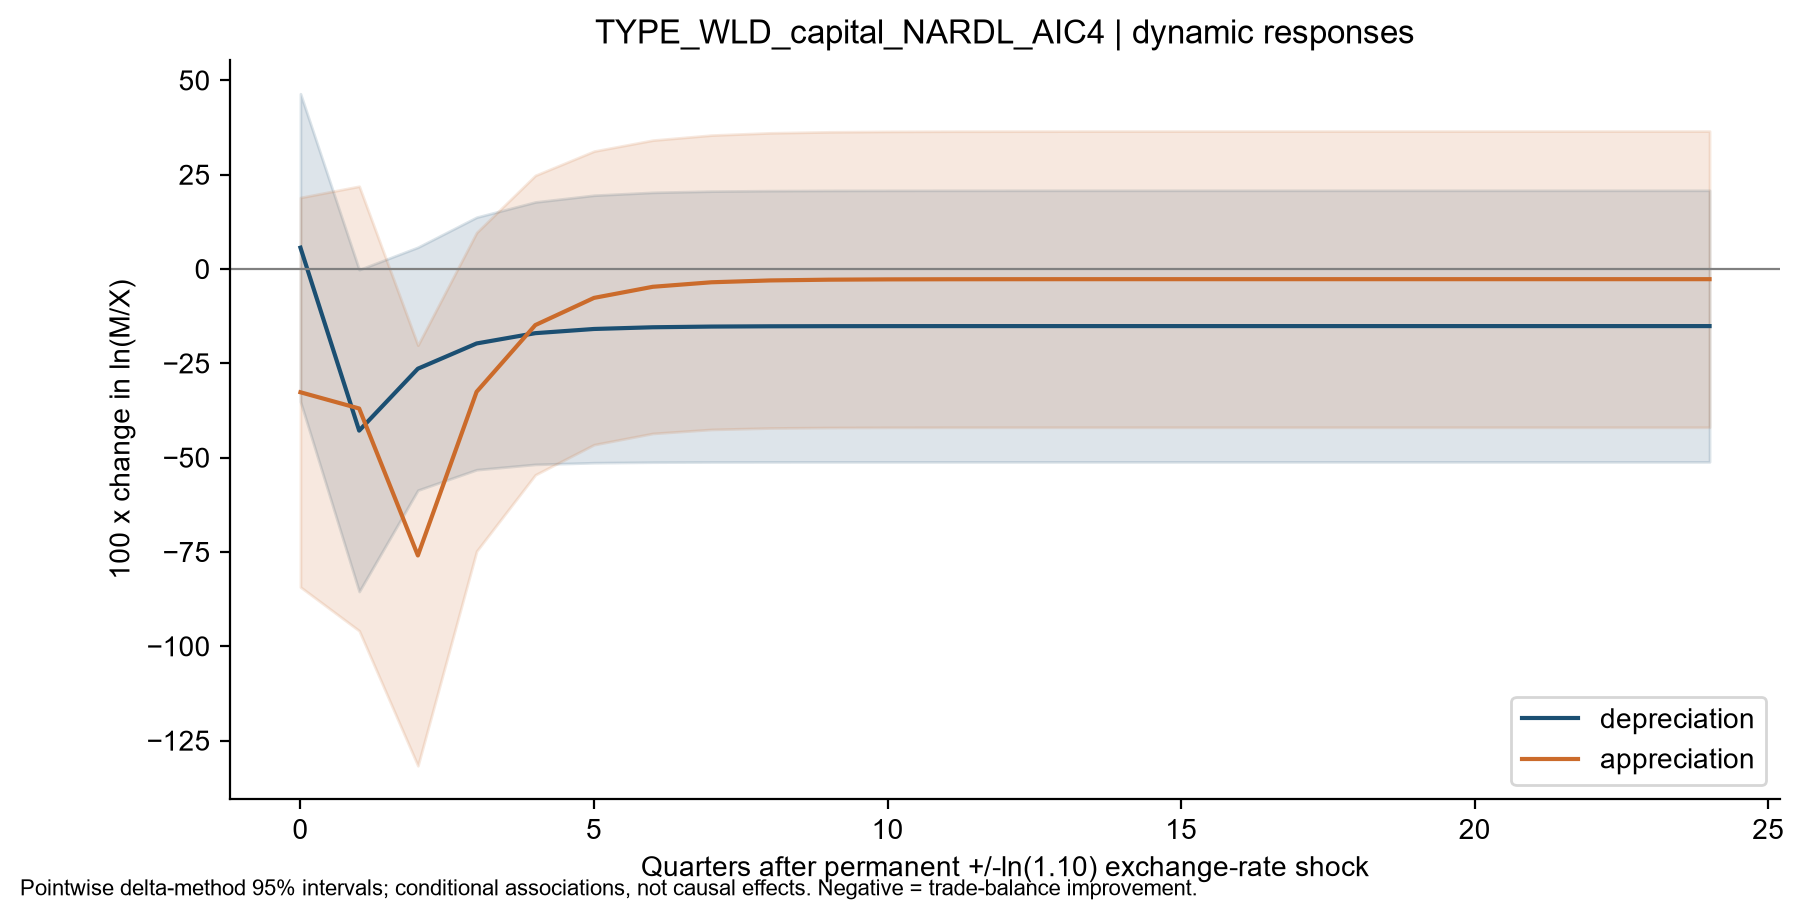 TYPE_WLD_capital_NARDL_AIC4 | dynamic responses
100 x change in ln(M/X)
50
25
0
−25
−50
−75
−100
−125
depreciation
appreciation
0
5
10
15
20
25
Quarters after permanent +/-ln(1.10) exchange-rate shock
Pointwise delta-method 95% intervals; conditional associations, not causal effects. Negative = trade-balance improvement.